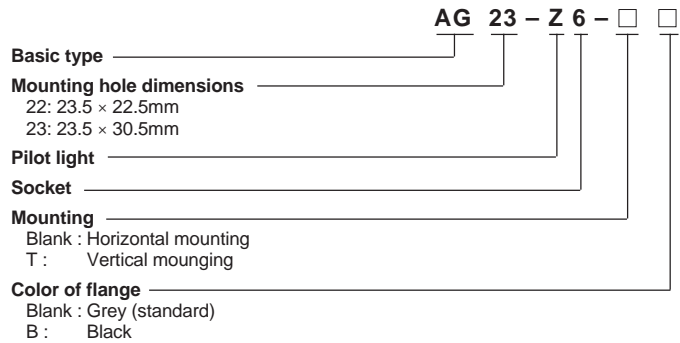 AG 23 – Z 6 – □ □
Basic type
Mounting hole dimensions
22: 23.5 × 22.5mm
23: 23.5 × 30.5mm
Pilot light
Socket
Mounting
Blank : Horizontal mounting
T : Vertical mounging
Color of flange
Blank : Grey (standard)
B : Black